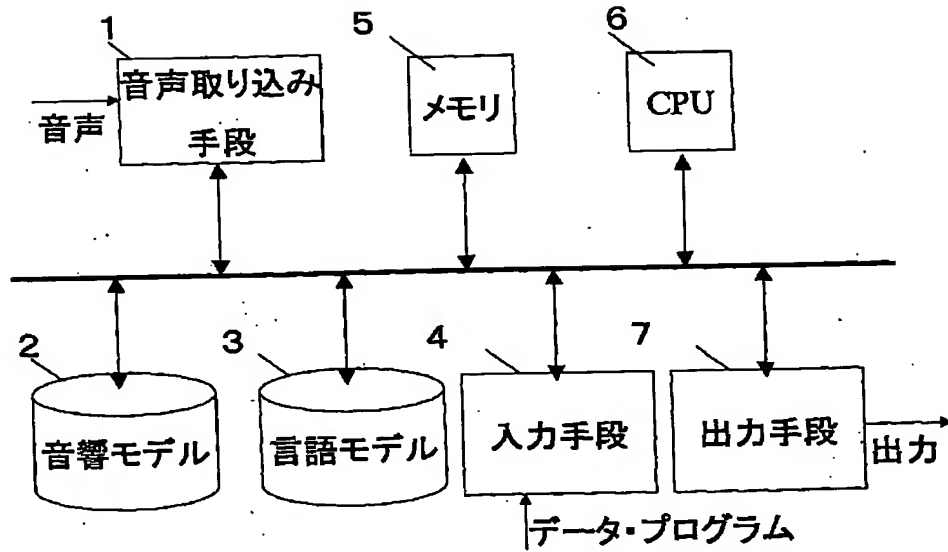 1
音声取り込み
手段
音声
5
メモリ
6
CPU
2
音響モデル
3
言語モデル
4
入力手段
データ・プログラム
7
出力手段
出力